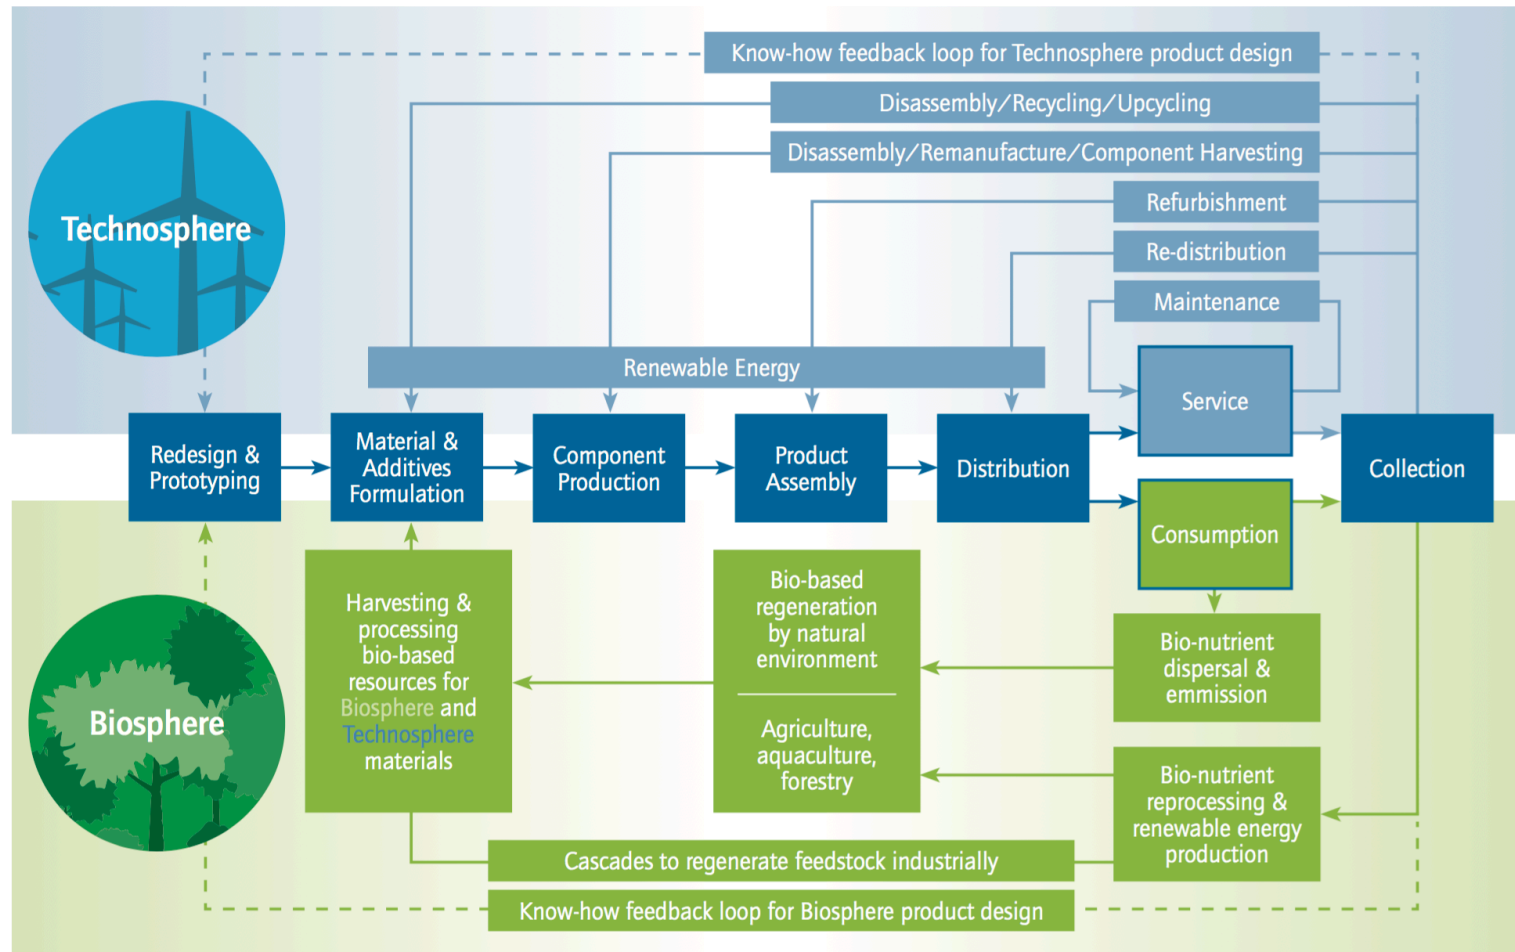 Know-how feedback loop for Technosphere product design
Disassembly/Recycling/Upcycling
Disassembly/Remanufacture/Component Harvesting
Refurbishment
Re-distribution
Maintenance
Technosphere
Renewable Energy
Service
Redesign &
Prototyping
Material &
Additives
Formulation
Component
Production
Product
Assembly
Distribution
Collection
Consumption
Harvesting &
processing
bio-based
resources for
Biosphere and
Technosphere
materials
Bio-based
regeneration
by natural
environment
Agriculture,
aquaculture,
forestry
Bio-nutrient
dispersal &
emmission
Biosphere
Bio-nutrient
reprocessing &
renewable energy
production
Cascades to regenerate feedstock industrially
Know-how feedback loop for Biosphere product design